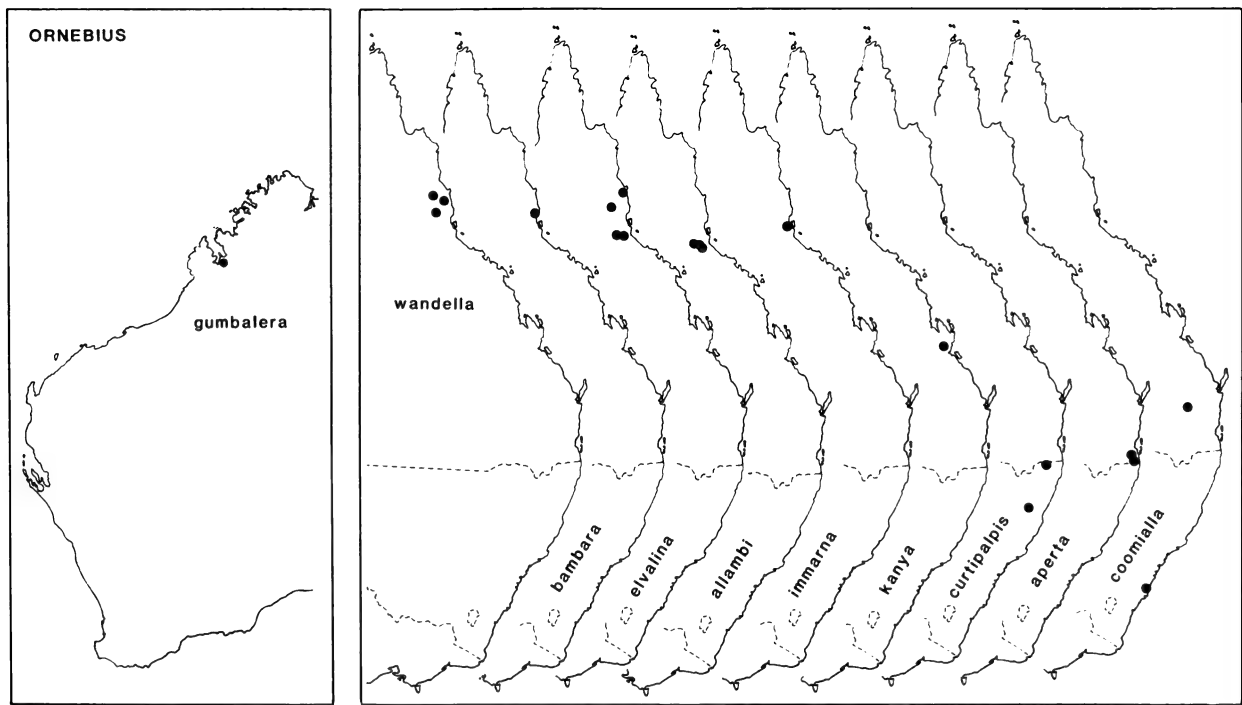 ORNEBIUS
gumbalera
wandella
bambara
elvalina
allambi
immarna
kanya
curtipalpis
aperta
coomialla